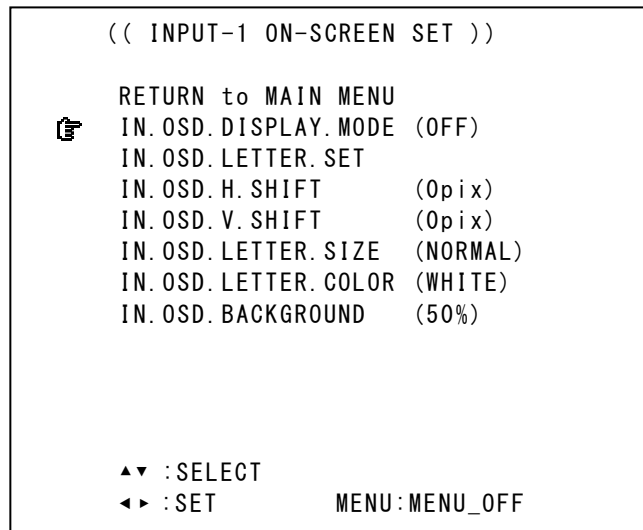 (( INPUT-1 ON-SCREEN SET ))
RETURN to MAIN MENU
IN.OSD.DISPLAY.MODE (OFF)
IN.OSD.LETTER.SET
IN.OSD.H.SHIFT (0pix)
IN.OSD.V.SHIFT (0pix)
IN.OSD.LETTER.SIZE (NORMAL)
IN.OSD.LETTER.COLOR (WHITE)
IN.OSD.BACKGROUND (50%)
▲▼ :SELECT
◄► :SET MENU:MENU_OFF